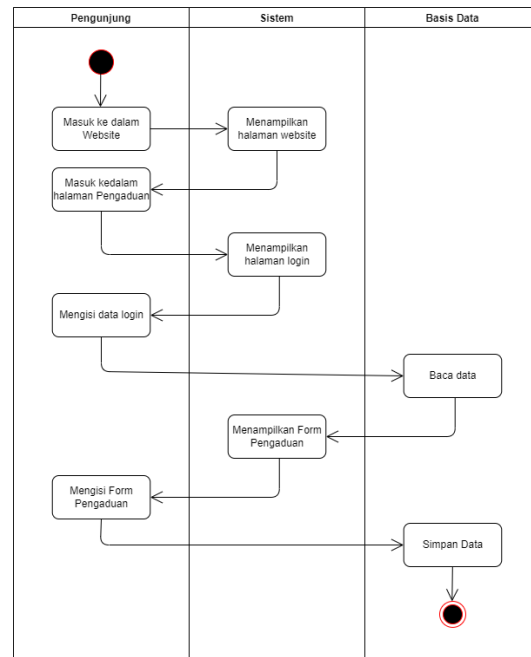 Pengunjung
Sistem
Basis Data
Masuk ke dalam
Website
Menampilkan
halaman website
Masuk kedalam
halaman Pengaduan
Menampilkan
halaman login
Mengisi data login
Baca data
Menampilkan Form
Pengaduan
Mengisi Form
Pengaduan
Simpan Data